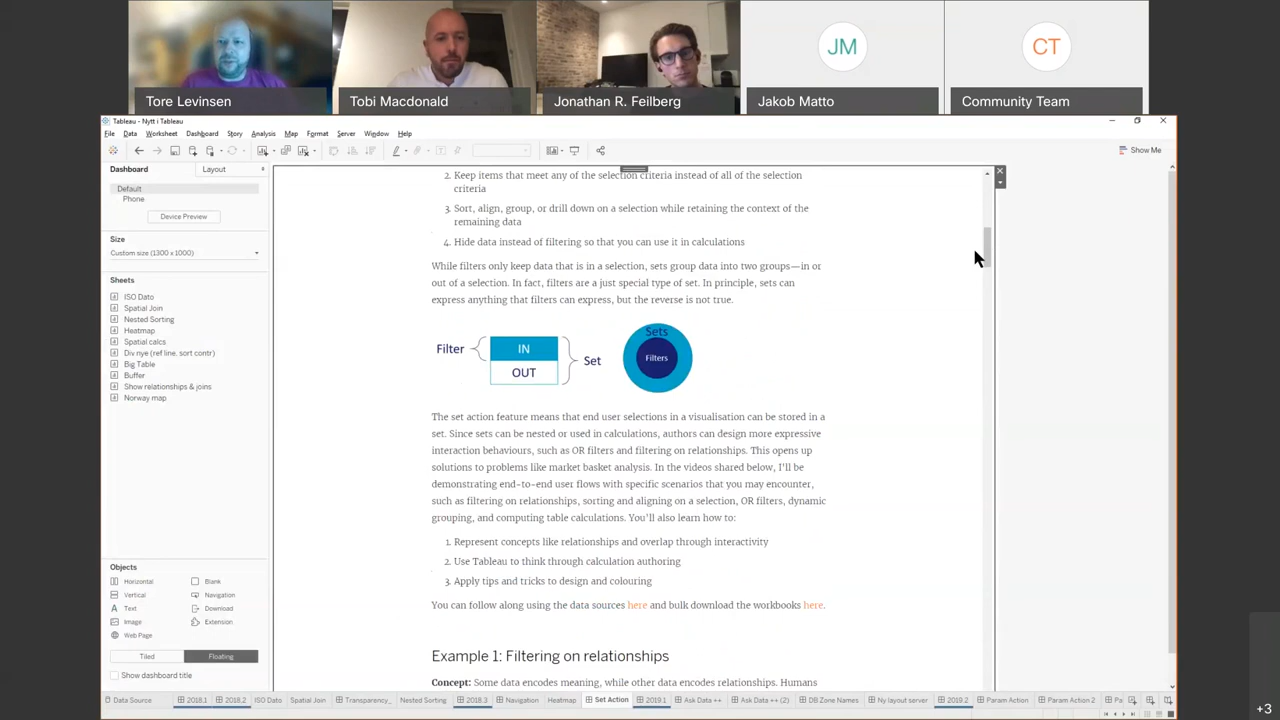 JM
CT
Tore Levinsen
Tobi Macdonald
Jonathan R. Feilberg
Jakob Matto
Community Team
Tableau - Nytt i Tableau
File Data Worksheet Dashboard Story Analysis Map Format Server Window Help
Show Me
Dashboard
Layout
Default
Phone
Device Preview
Size
Custom size (1300 x 1000)
Sheets
ISO Dato
Spatial Join
Nested Sorting
Heatmap
Spatial calcs
Div nye (ref line. sort contr)
Big Table
Buffer
Show relationships & joins
Norway map
Objects
Horizontal
Blank
Vertical
Navigation
Text
Download
Image
Extension
Web Page
Tiled
Floating
Show dashboard title
2. Keep items that meet any of the selection criteria instead of all of the selection
criteria
3. Sort, align, group, or drill down on a selection while retaining the context of the
remaining data
4. Hide data instead of filtering so that you can use it in calculations
While filters only keep data that is in a selection, sets group data into two groups—in or
out of a selection. In fact, filters are a just special type of set. In principle, sets can
express anything that filters can express, but the reverse is not true.
Filter
IN
OUT
Set
Sets
Filters
The set action feature means that end user selections in a visualisation can be stored in a
set. Since sets can be nested or used in calculations, authors can design more expressive
interaction behaviours, such as OR filters and filtering on relationships. This opens up
solutions to problems like market basket analysis. In the videos shared below, I'll be
demonstrating end-to-end user flows with specific scenarios that you may encounter,
such as filtering on relationships, sorting and aligning on a selection, OR filters, dynamic
grouping, and computing table calculations. You'll also learn how to:
1. Represent concepts like relationships and overlap through interactivity
2. Use Tableau to think through calculation authoring
3. Apply tips and tricks to design and colouring
You can follow along using the data sources here and bulk download the workbooks here.
Example 1: Filtering on relationships
Concept: Some data encodes meaning, while other data encodes relationships. Humans
Data Source 2018.1 2018.2 ISO Dato Spatial Join Transparency_ Nested Sorting 2018.3 Navigation Heatmap Set Action 2019.1 Ask Data ++ Ask Data ++ (2) DB Zone Names Ny layout server 2019.2 Param Action Param Action 2 Pa
+3